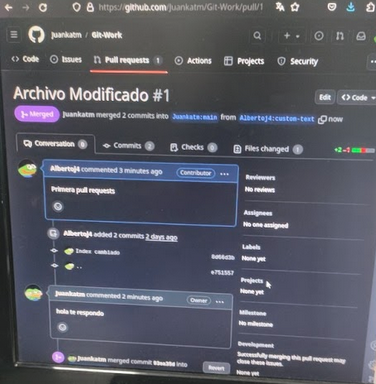 https://github.com/Juankatm/Git-Work/pull/1
Juankatm / Git-Work
Code Issues Pull requests 1 Actions Projects Security
Archivo Modificado #1
Edit Code
Merged Juankatm merged 2 commits into from Albertoj4:custom-text now
Conversation Commits 2 Checks 0 Files changed 1
Albertoj4 commented 3 minutes ago Contributor
Primera pull requests
Albertoj4 added 2 commits 2 days ago
Index cambiado
..
e751557
Juankatm commented 2 minutes ago Owner
hola te respondo
Juankatm merged commit into
Revert
Reviewers
No reviews
Assignees
No one assigned
Labels
None yet
Projects
None yet
Milestone
No milestone
Development
Successfully merging this pull request may
close these issues.
None yet